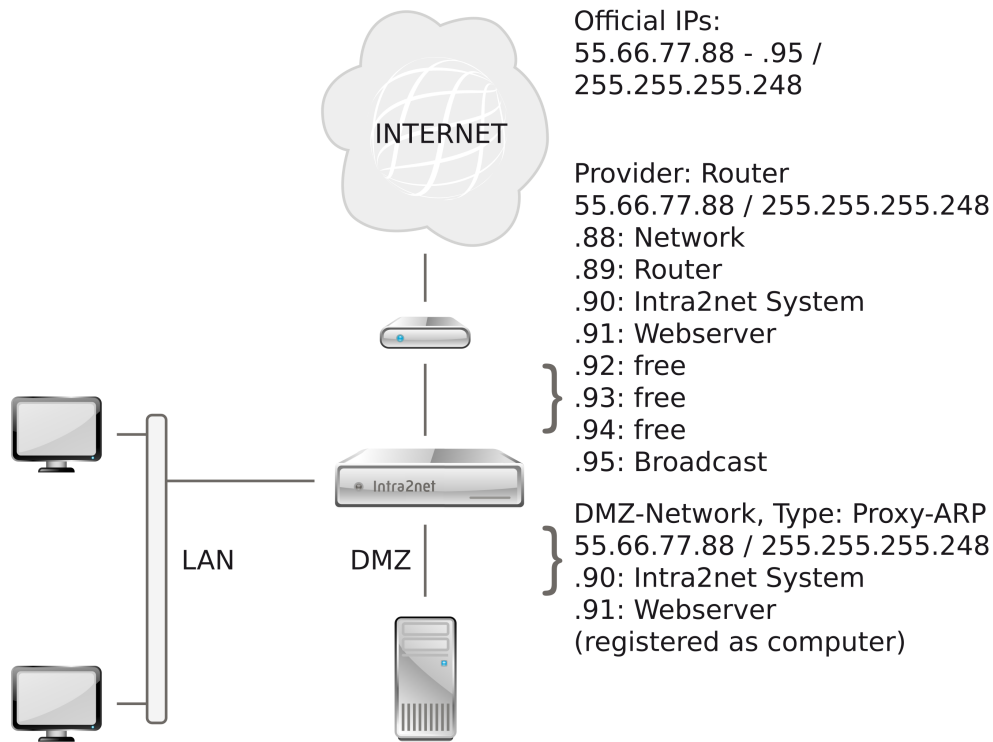 Official IPs:
55.66.77.88 - .95 /
255.255.255.248
INTERNET
Provider: Router
55.66.77.88 / 255.255.255.248
.88: Network
.89: Router
.90: Intra2net System
.91: Webserver
.92: free
.93: free
.94: free
.95: Broadcast
Intra2net
DMZ-Network, Type: Proxy-ARP
55.66.77.88 / 255.255.255.248
.90: Intra2net System
.91: Webserver
(registered as computer)
LAN
DMZ